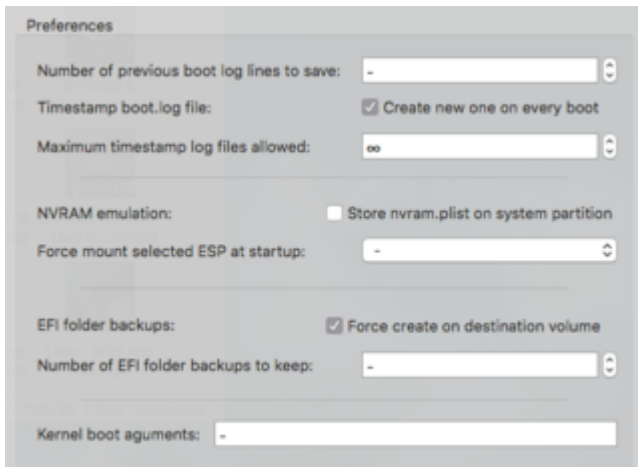 Preferences
Number of previous boot log lines to save: -
Timestamp boot.log file: Create new one on every boot
Maximum timestamp log files allowed: ∞
NVRAM emulation: Store nvram.plist on system partition
Force mount selected ESP at startup: -
EFI folder backups: Force create on destination volume
Number of EFI folder backups to keep: -
Kernel boot aguments: -